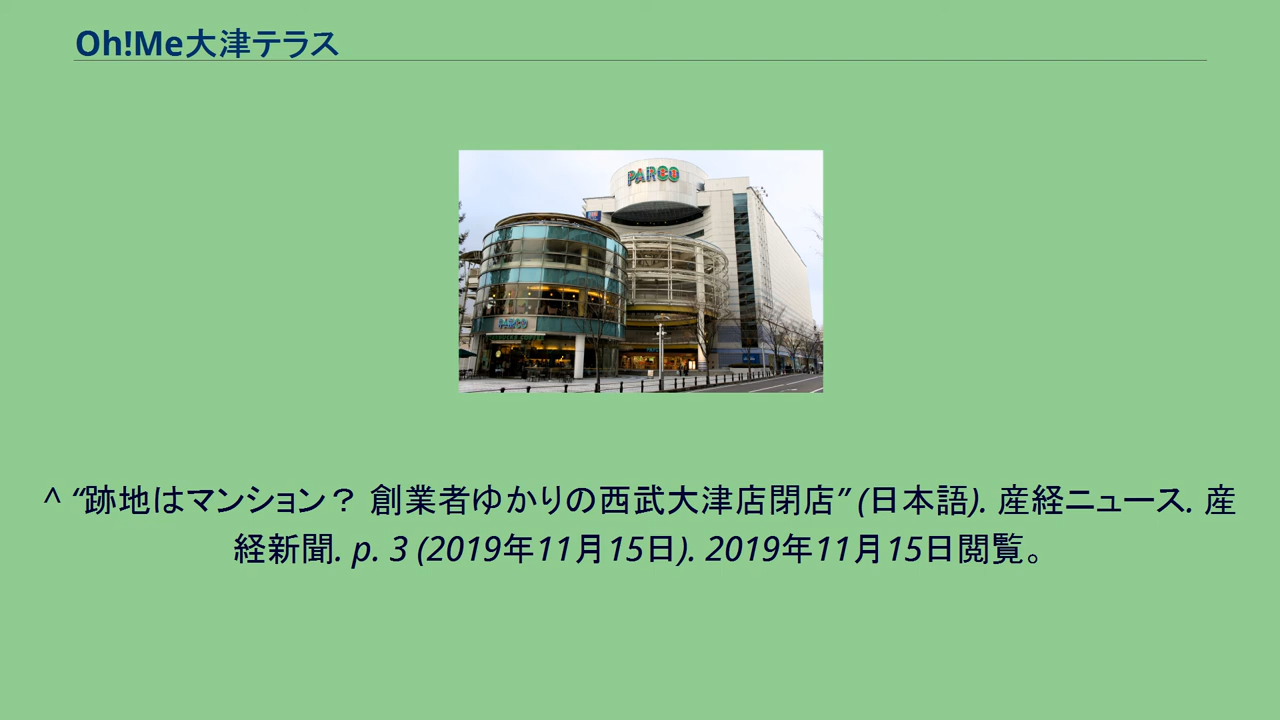 Oh!Me大津テラス
PARCO
PARCO
^ “跡地はマンション？ 創業者ゆかりの西武大津店閉店” (日本語). 産経ニュース. 産
経新聞. p. 3 (2019年11月15日). 2019年11月15日閲覧。